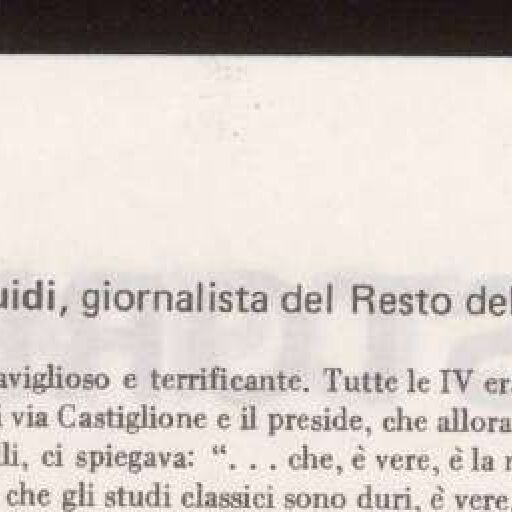 uidi, giornalista del Resto del
aviglioso e terrificante. Tutte le IV er
i via Castiglione e il preside, che allora
li, ci spiegava: “. . . che, è vere, è la
che gli studi classici sono duri, è vere,